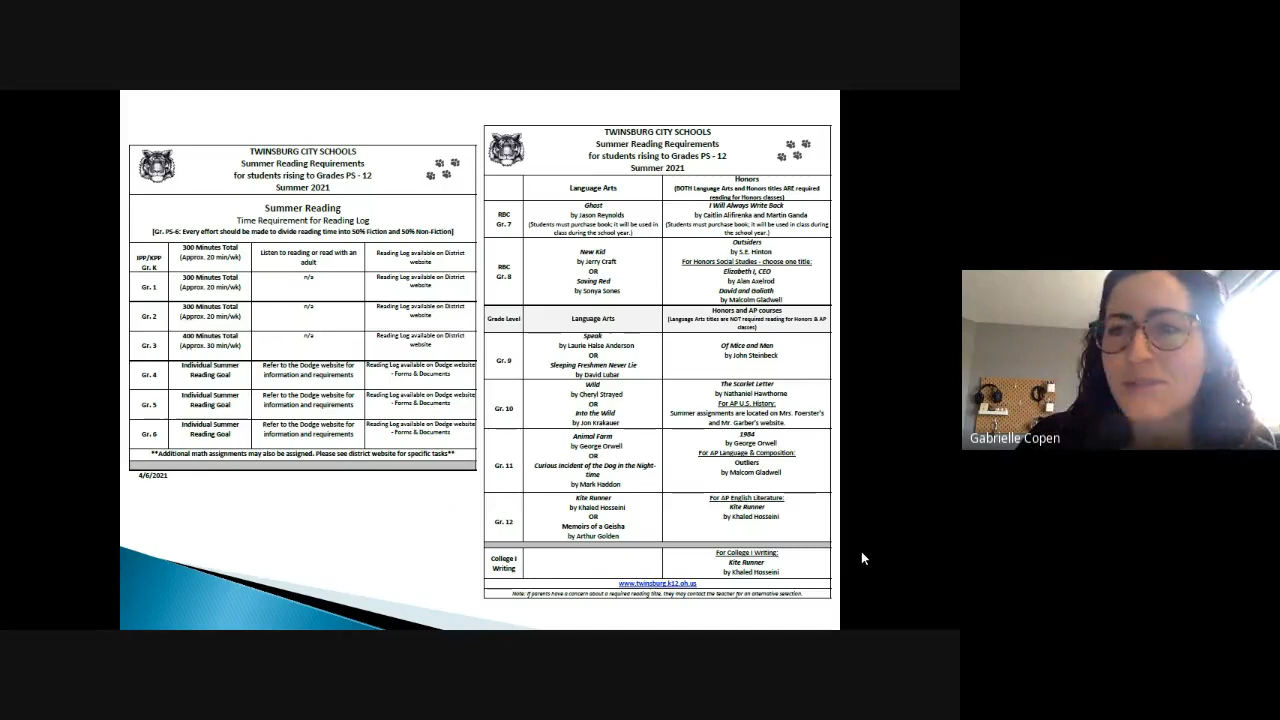 TWINSBURG CITY SCHOOLS
Summer Reading Requirements
for students rising to Grades PS - 12
Summer 2021
Summer Reading
Time Requirement for Reading Log
[Gr. PS-6: Every effort should be made to divide reading time into 50% Fiction and 50% Non-Fiction]
IPP/KPP
Gr. K
300 Minutes Total
(Approx. 20 min/wk)
Listen to reading or read with an
adult
Reading Log available on District
website
Gr. 1
300 Minutes Total
(Approx. 20 min/wk)
n/a
Reading Log available on District
website
Gr. 2
300 Minutes Total
(Approx. 20 min/wk)
n/a
Reading Log available on District
website
Gr. 3
400 Minutes Total
(Approx. 30 min/wk)
n/a
Reading Log available on District
website
Gr. 4
Individual Summer
Reading Goal
Refer to the Dodge website for
information and requirements
Reading Log available on Dodge website
- Forms & Documents
Gr. 5
Individual Summer
Reading Goal
Refer to the Dodge website for
information and requirements
Reading Log available on Dodge website
- Forms & Documents
Gr. 6
Individual Summer
Reading Goal
Refer to the Dodge website for
information and requirements
Reading Log available on Dodge website
- Forms & Documents
**Additional math assignments may also be assigned. Please see district website for specific tasks**
4/6/2021
TWINSBURG CITY SCHOOLS
Summer Reading Requirements
for students rising to Grades PS - 12
Summer 2021
Language Arts
Honors
(BOTH Language Arts and Honors titles ARE required
reading for Honors classes)
RBC
Gr. 7
Ghost
by Jason Reynolds
(Students must purchase book; it will be used in
class during the school year.)
I Will Always Write Back
by Caitlin Alifirenka and Martin Ganda
(Students must purchase book; it will be used in class during
the school year.)
RBC
Gr. 8
New Kid
by Jerry Craft
OR
Saving Red
by Sonya Sones
Outsiders
by S.E. Hinton
For Honors Social Studies - choose one title:
Elizabeth I, CEO
by Alan Axelrod
David and Goliath
by Malcolm Gladwell
Grade Level
Language Arts
Honors and AP courses
(Language Arts titles are NOT required reading for Honors & AP
classes)
Gr. 9
Speak
by Laurie Halse Anderson
OR
Sleeping Freshmen Never Lie
by David Lubar
Of Mice and Men
by John Steinbeck
Gr. 10
Wild
by Cheryl Strayed
OR
Into the Wild
by Jon Krakauer
The Scarlet Letter
by Nathaniel Hawthorne
For AP U.S. History:
Summer assignments are located on Mrs. Foerster's
and Mr. Garber's website.
Gr. 11
Animal Farm
by George Orwell
OR
Curious Incident of the Dog in the Night-
time
by Mark Haddon
1984
by George Orwell
For AP Language & Composition:
Outliers
by Malcom Gladwell
Gr. 12
Kite Runner
by Khaled Hosseini
OR
Memoirs of a Geisha
by Arthur Golden
For AP English Literature:
Kite Runner
by Khaled Hosseini
College I
Writing
For College I Writing:
Kite Runner
by Khaled Hosseini
www.twinsburg.k12.oh.us
Note: If parents have a concern about a required reading title, they may contact the teacher for an alternative selection.
Gabrielle Copen